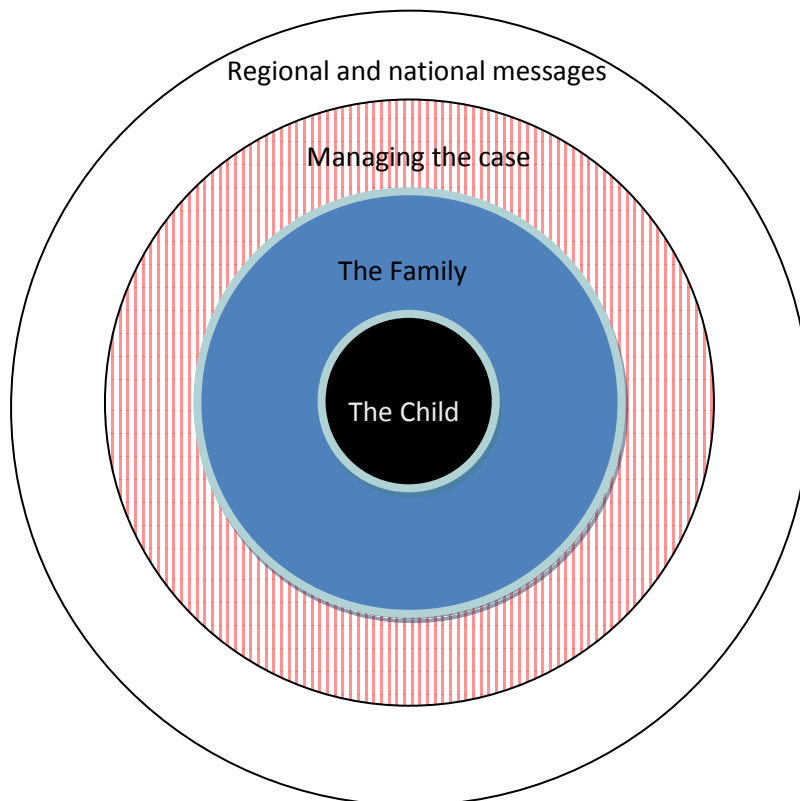 Regional and national messages
Managing the case
The Family
The Child